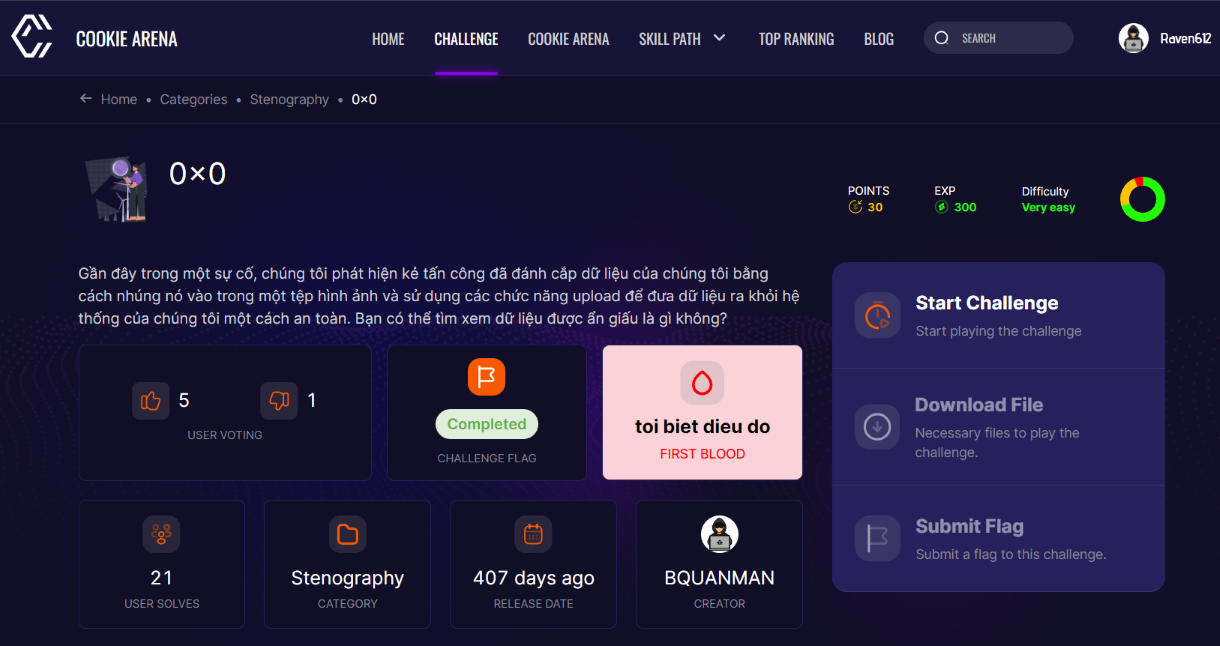 COOKIE ARENA
HOME CHALLENGE COOKIE ARENA SKILL PATH TOP RANKING BLOG SEARCH Raven612
← Home • Categories • Stenography • 0×0
0×0
POINTS EXP Difficulty
30 300 Very easy
Gần đây trong một sự cố, chúng tôi phát hiện kẻ tấn công đã đánh cắp dữ liệu của chúng tôi bằng
cách nhúng nó vào trong một tệp hình ảnh và sử dụng các chức năng upload để đưa dữ liệu ra khỏi hệ
thống của chúng tôi một cách an toàn. Bạn có thể tìm xem dữ liệu được ẩn giấu là gì không?
5 1
USER VOTING
Completed
CHALLENGE FLAG
toi biet dieu do
FIRST BLOOD
21
USER SOLVES
Stenography
CATEGORY
407 days ago
RELEASE DATE
BQUANMAN
CREATOR
Start Challenge
Start playing the challenge
Download File
Necessary files to play the
challenge.
Submit Flag
Submit a flag to this challenge.